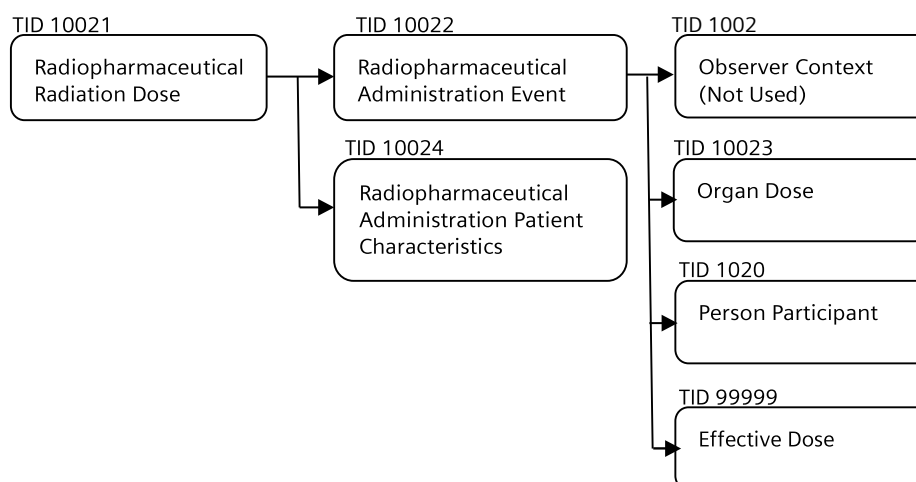 TID 10021
Radiopharmaceutical
Radiation Dose
TID 10022
Radiopharmaceutical
Administration Event
TID 1002
Observer Context
(Not Used)
TID 10024
Radiopharmaceutical
Administration Patient
Characteristics
TID 10023
Organ Dose
TID 1020
Person Participant
TID 99999
Effective Dose